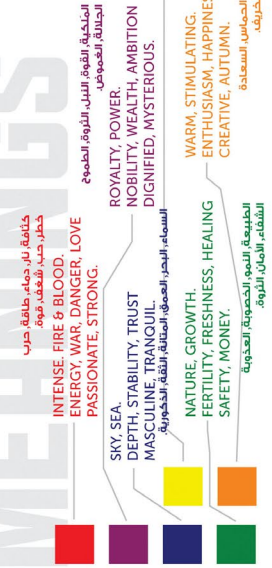 MEANINGS
INTENSE. FIRE & BLOOD.
ENERGY, WAR, DANGER, LOVE
PASSIONATE, STRONG.
كثافة، نار، دماء، طاقة، حرب
خطر، حب، شغف، قوة.
ROYALTY, POWER.
NOBILITY, WEALTH, AMBITION
DIGNIFIED, MYSTERIOUS.
الملكية، القوة، النبل، الثروة، الطموح
الجلالة، الغموض.
SKY, SEA.
DEPTH, STABILITY, TRUST
MASCULINE, TRANQUIL.
السماء، البحر، العمق، المتانة، الثقة، الذكورية.
WARM, STIMULATING.
ENTHUSIASM, HAPPINES
CREATIVE, AUTUMN.
الحماس، السعادة
NATURE, GROWTH.
FERTILITY, FRESHNESS, HEALING
SAFETY, MONEY.
الطبيعة، النمو، الخصوبة، العذوبة
الشفاء، الأمان، الثروة.